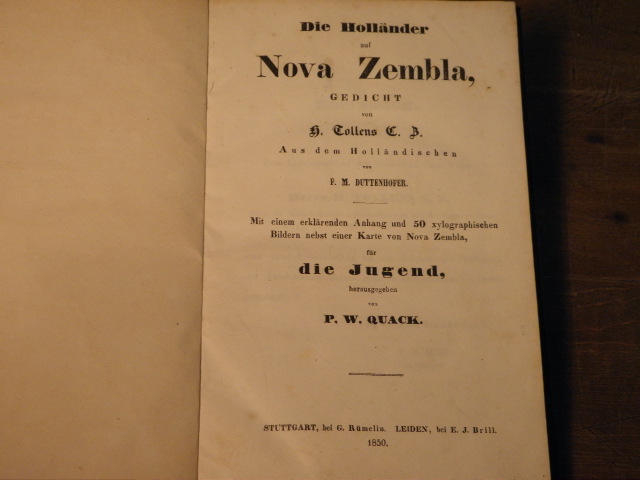 Die Holländer
auf
Nova Zembla,
GEDICHT
von
H. Tollens C. Z.
Aus dem Holländischen
von
F. M. DUTTENHOFER.
Mit einem erklärenden Anhang und 50 xylographischen
Bildern nebst einer Karte von Nova Zembla,
für
die Jugend,
herausgegeben
von
P. W. QUACK.
STUTTGART, bei G. Rümelin. LEIDEN, bei E. J. Brill.
1850.